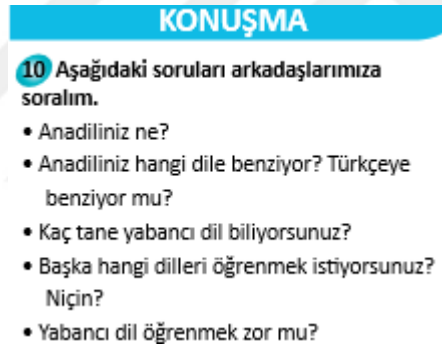 KONUŞMA
10 Aşağıdaki soruları arkadaşlarımıza
soralım.
• Anadiliniz ne?
• Anadiliniz hangi dile benziyor? Türkçeye
benziyor mu?
• Kaç tane yabancı dil biliyorsunuz?
• Başka hangi dilleri öğrenmek istiyorsunuz?
Niçin?
• Yabancı dil öğrenmek zor mu?